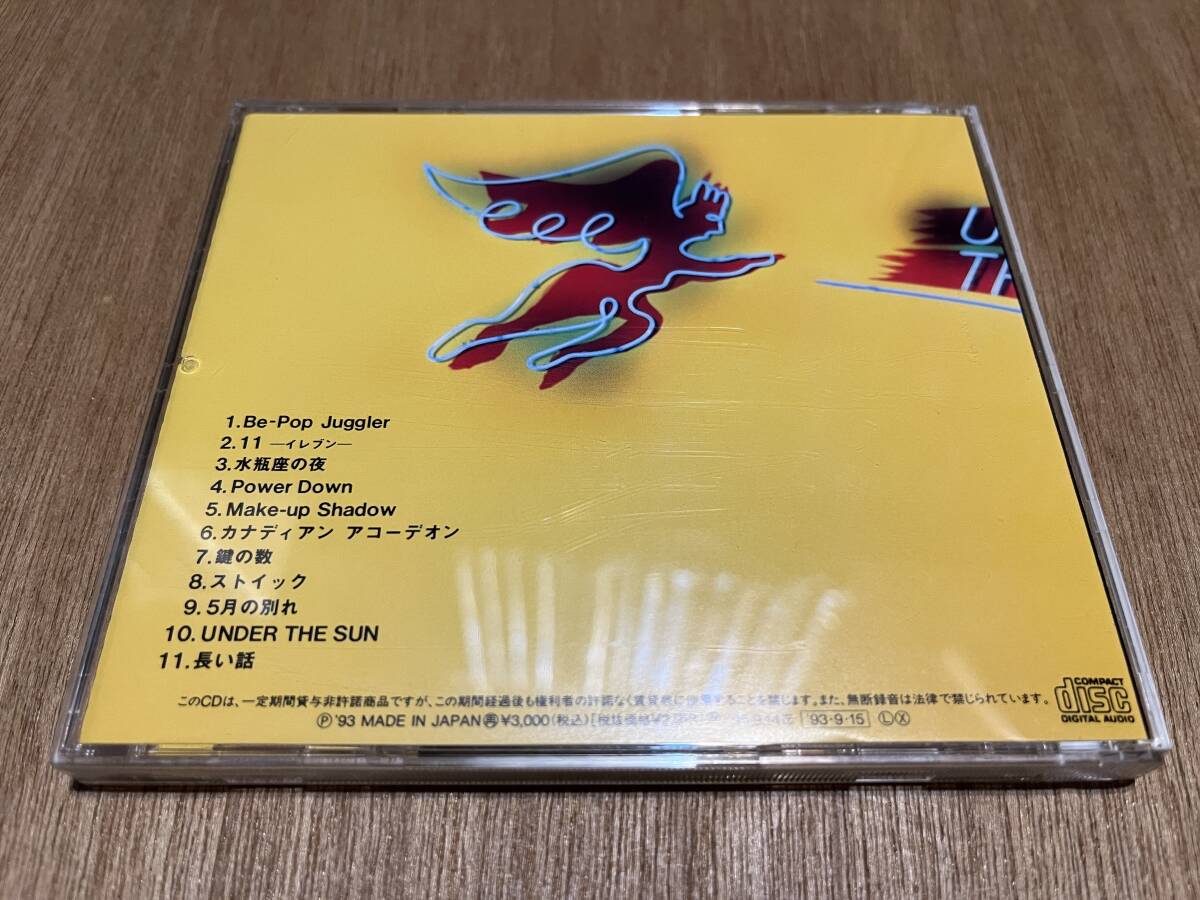 U
TH
1.Be-Pop Juggler
2.11 —イレブン—
3.水瓶座の夜
4.Power Down
5.Make-up Shadow
6.カナディアン アコーデオン
7.鍵の数
8.ストイック
9.5月の別れ
10.UNDER THE SUN
11.長い話
このCDは、一定期間貸与非許諾商品ですが、この期間経過後も権利者の許諾なく賃貸業に使用することを禁じます。また、無断録音は法律で禁じられています。
Ⓟ '93 MADE IN JAPAN 再 ¥3,000(税込) [税抜価格¥2, '93・9・15 Ⓛ Ⓧ
COMPACT
disc
DIGITAL AUDIO